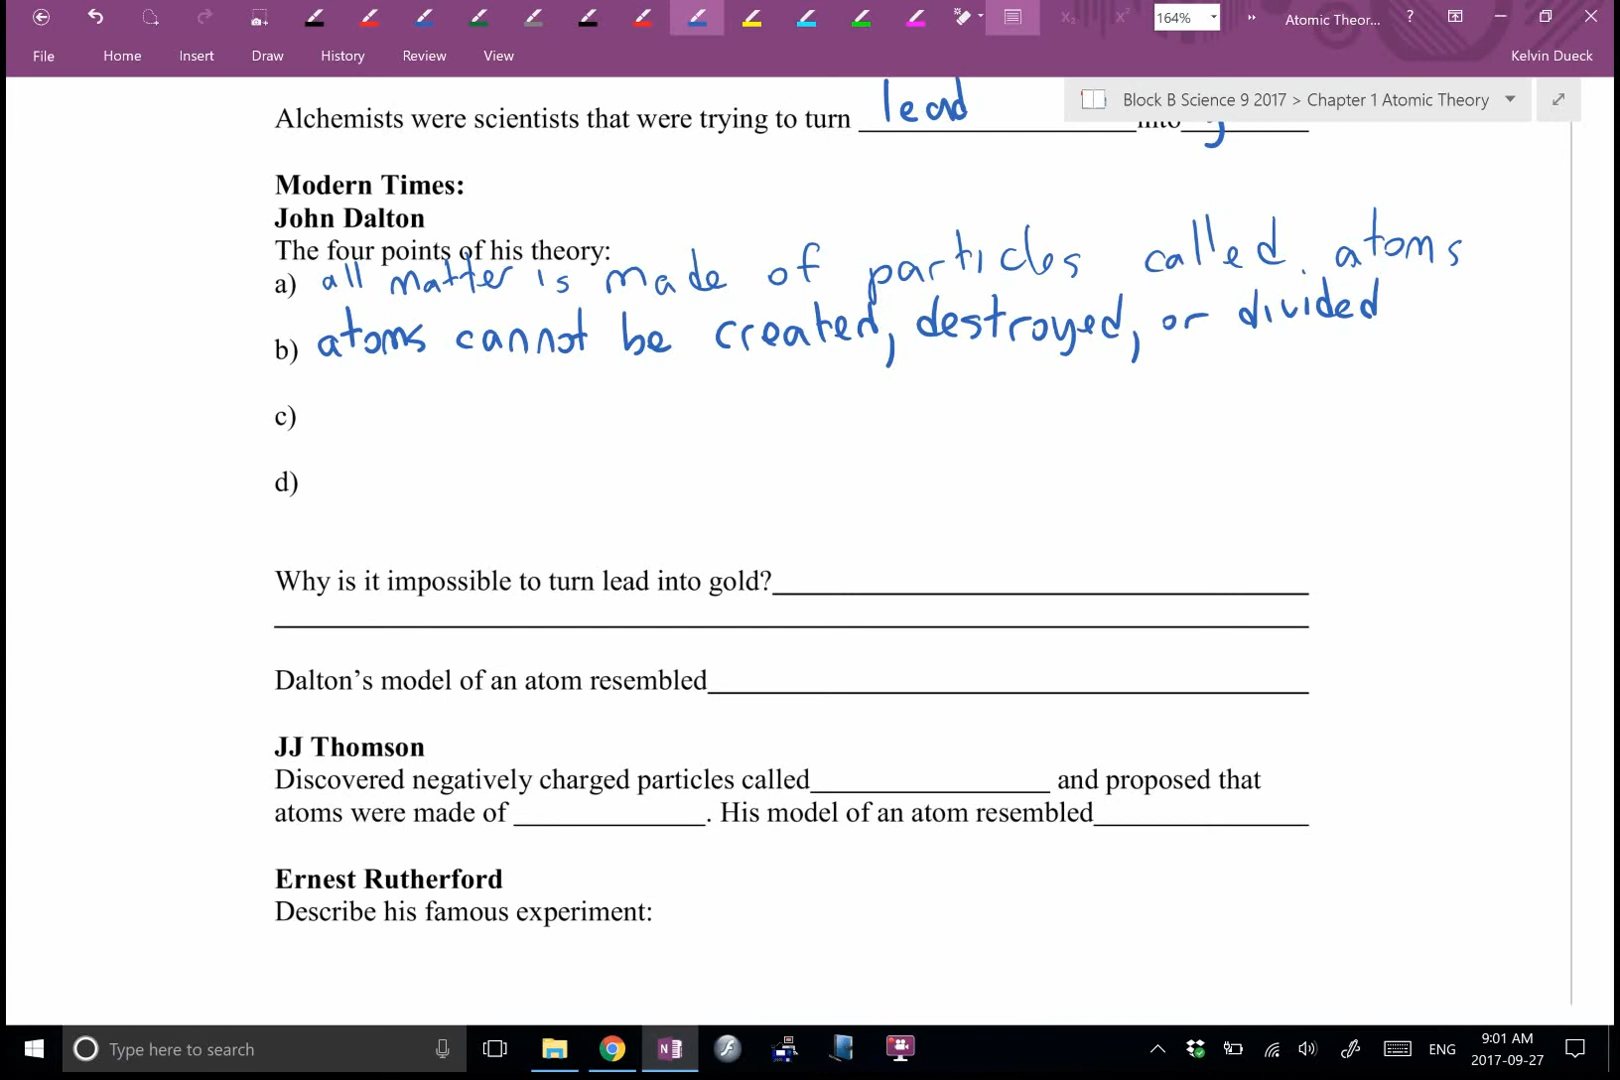 164%
Atomic Theor...
?
File Home Insert Draw History Review View
Kelvin Dueck
Block B Science 9 2017 > Chapter 1 Atomic Theory
Alchemists were scientists that were trying to turn lead into
Modern Times:
John Dalton
The four points of his theory:
a) all matter is made of particles called atoms
b) atoms cannot be created, destroyed, or divided
c)
d)
Why is it impossible to turn lead into gold?
Dalton’s model of an atom resembled
JJ Thomson
Discovered negatively charged particles called and proposed that
atoms were made of . His model of an atom resembled
Ernest Rutherford
Describe his famous experiment:
Type here to search
ENG
9:01 AM
2017-09-27